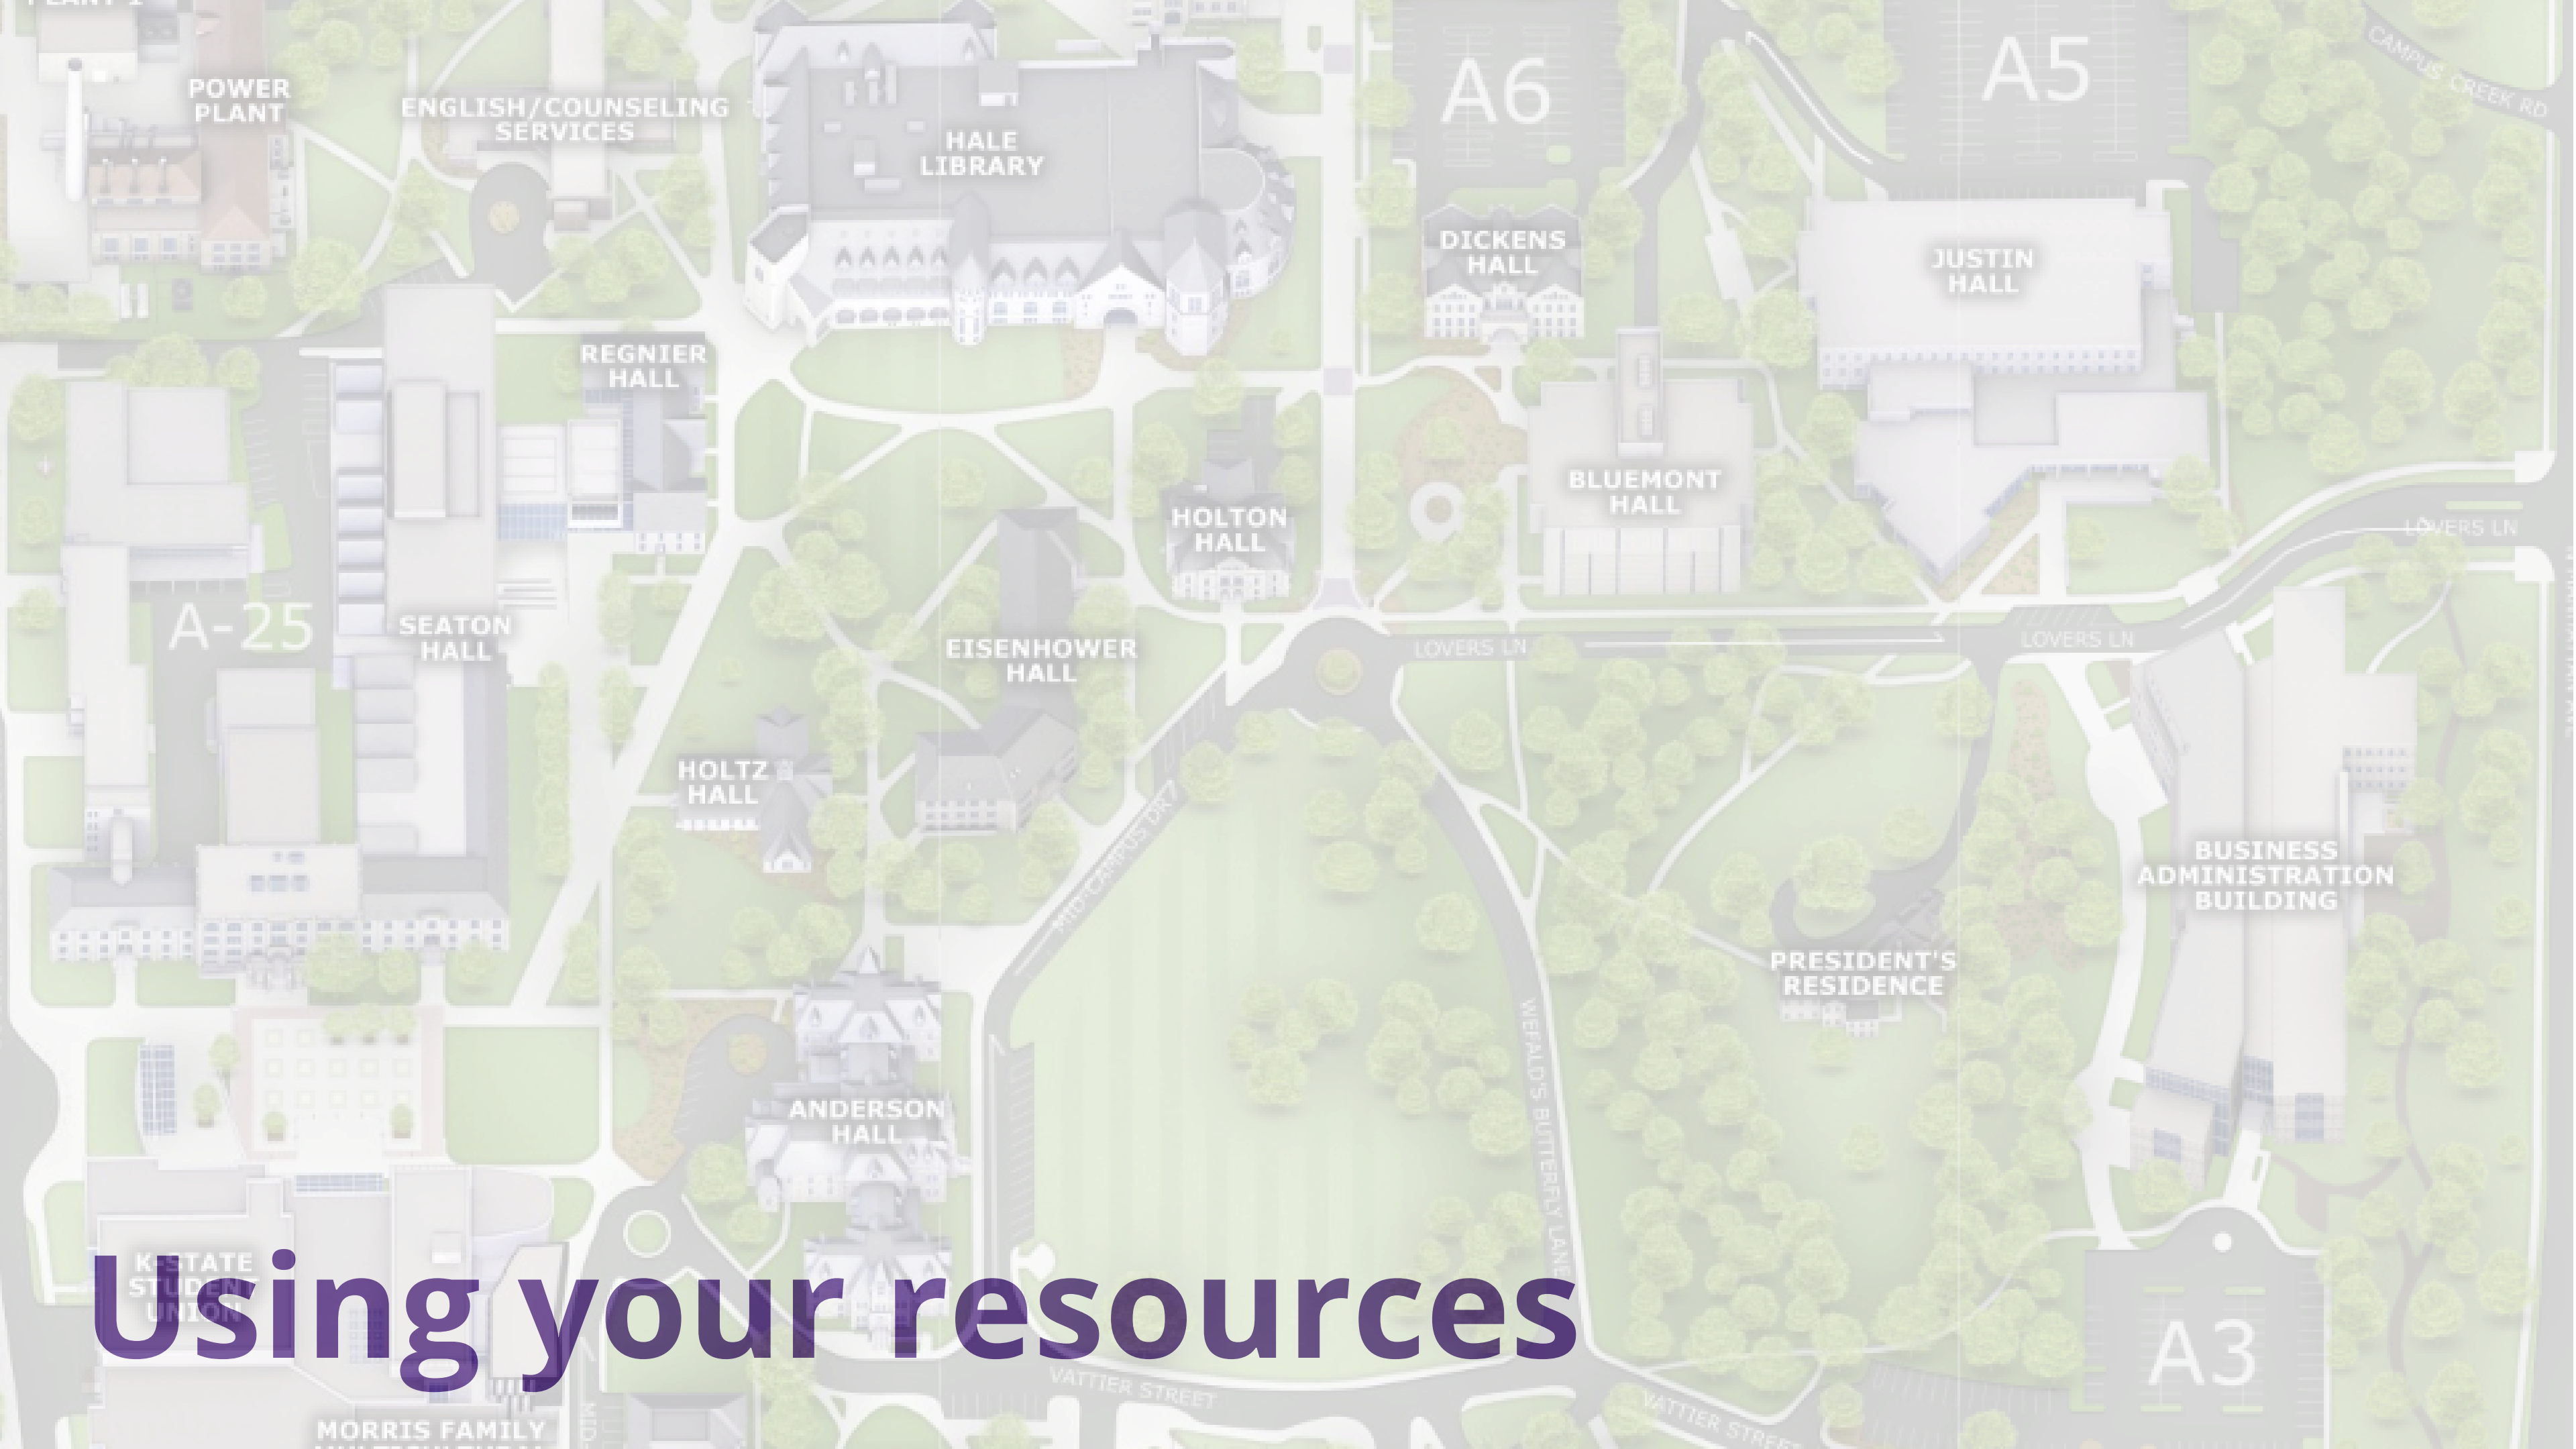 PLANT 1
POWER
PLANT
ENGLISH/COUNSELING
SERVICES
HALE
LIBRARY
A6
A5
CAMPUS CREEK RD
DICKENS
HALL
JUSTIN
HALL
REGNIER
HALL
BLUEMONT
HALL
HOLTON
HALL
LOVERS LN
A-25
SEATON
HALL
EISENHOWER
HALL
LOVERS LN
LOVERS LN
HOLTZ
HALL
MID-CAMPUS DR
BUSINESS
ADMINISTRATION
BUILDING
PRESIDENT'S
RESIDENCE
WEFALD'S BUTTERFLY LANE
ANDERSON
HALL
K-STATE
STUDENT
UNION
Using your resources
A3
VATTIER STREET
VATTIER STREET
MORRIS FAMILY
MID-